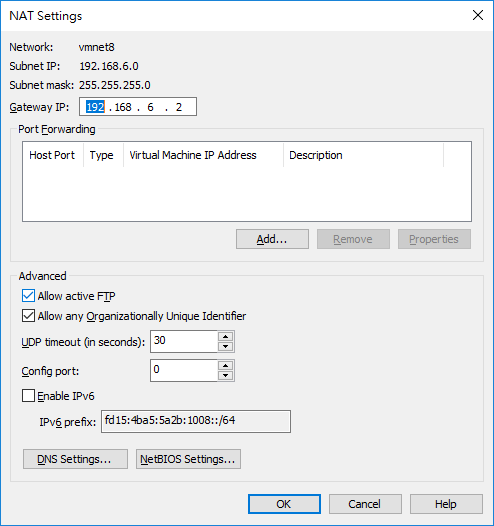 NAT Settings
Network: vmnet8
Subnet IP: 192.168.6.0
Subnet mask: 255.255.255.0
Gateway IP: 192 . 168 . 6 . 2
Port Forwarding
Host Port Type Virtual Machine IP Address Description
Add... Remove Properties
Advanced
Allow active FTP
Allow any Organizationally Unique Identifier
UDP timeout (in seconds): 30
Config port: 0
Enable IPv6
IPv6 prefix: fd15:4ba5:5a2b:1008::/64
DNS Settings... NetBIOS Settings...
OK Cancel Help